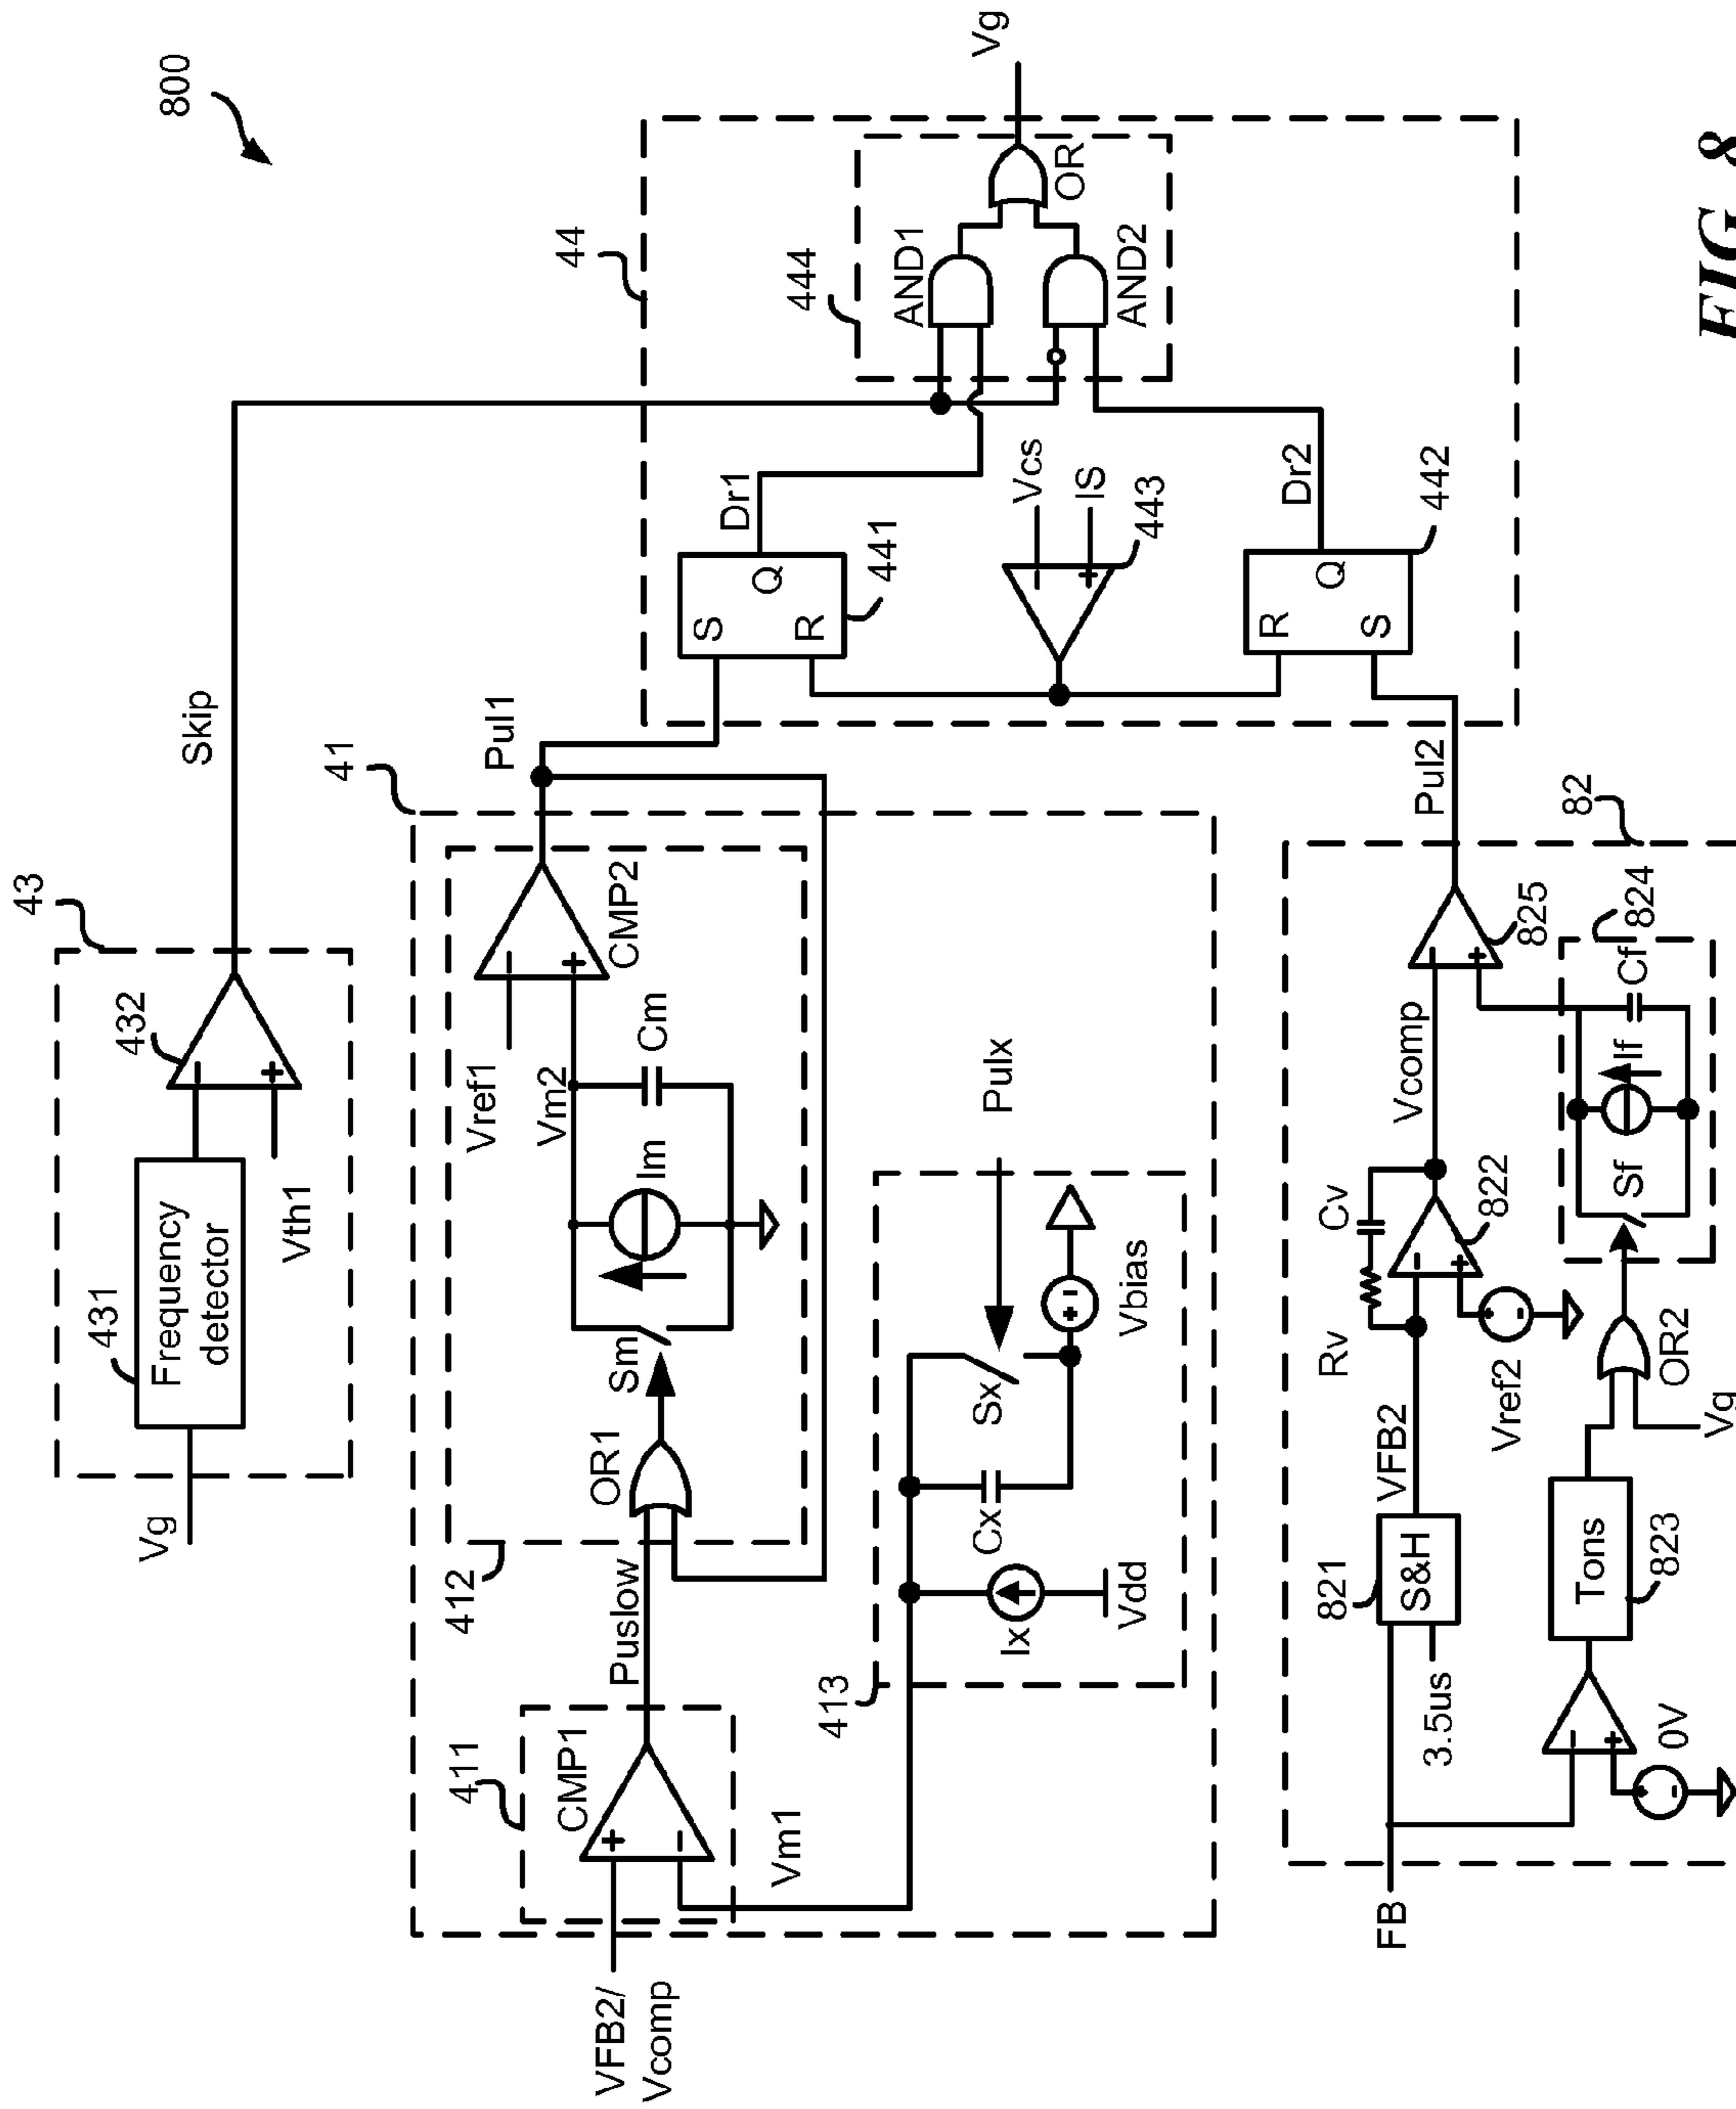 800
43
431
Frequency
detector
Vg
Vth1
432
Skip
44
444
AND1
AND2
OR
Vg
41
411
CMP1
VFB2/
Vcomp
Vm1
Puslow
412
OR1
Sm
Im
Cm
Vm2
Vref1
CMP2
Pul1
413
Ix
Vdd
Cx
Sx
Pulx
Vbias
S
R
Q
441
Dr1
Vcs
IS
443
R
S
Q
442
Dr2
82
FB
821
S&H
3.5us
VFB2
Rv
Cv
822
Vref2
Vcomp
0V
Tons
823
OR2
Vg
Sf
If
Cf
824
825
Pul2
FIG. 8